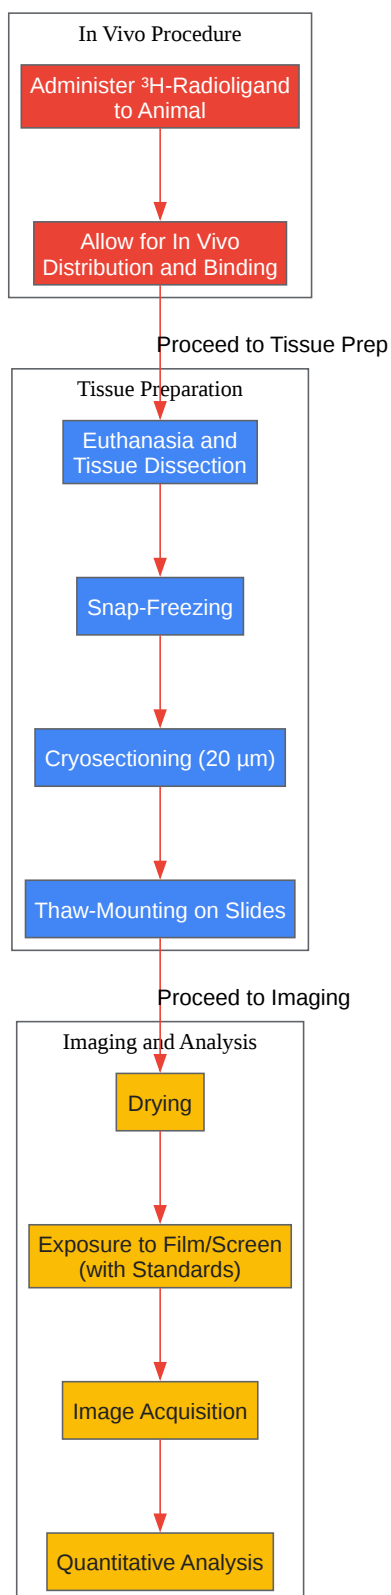 In Vivo Procedure
Administer ³H-Radioligand
to Animal
Allow for In Vivo
Distribution and Binding
Proceed to Tissue Prep
Tissue Preparation
Euthanasia and
Tissue Dissection
Snap-Freezing
Cryosectioning (20 µm)
Thaw-Mounting on Slides
Proceed to Imaging
Imaging and Analysis
Drying
Exposure to Film/Screen
(with Standards)
Image Acquisition
Quantitative Analysis